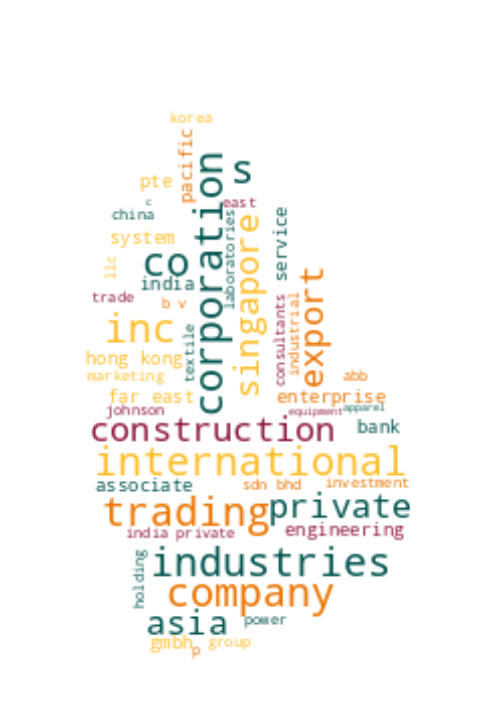 korea
pacific
corporation
s
pte
c
east
china
laboratories
singapore
service
system
co
llc
india
export
trade
b v
consultants
industrial
inc
textile
hong kong
marketing
abb
far east
enterprise
johnson
equipment
apparel
construction
bank
international
associate
sdn bhd
investment
trading
private
india private
engineering
holding
industries
company
asia
power
gmbh
p
group